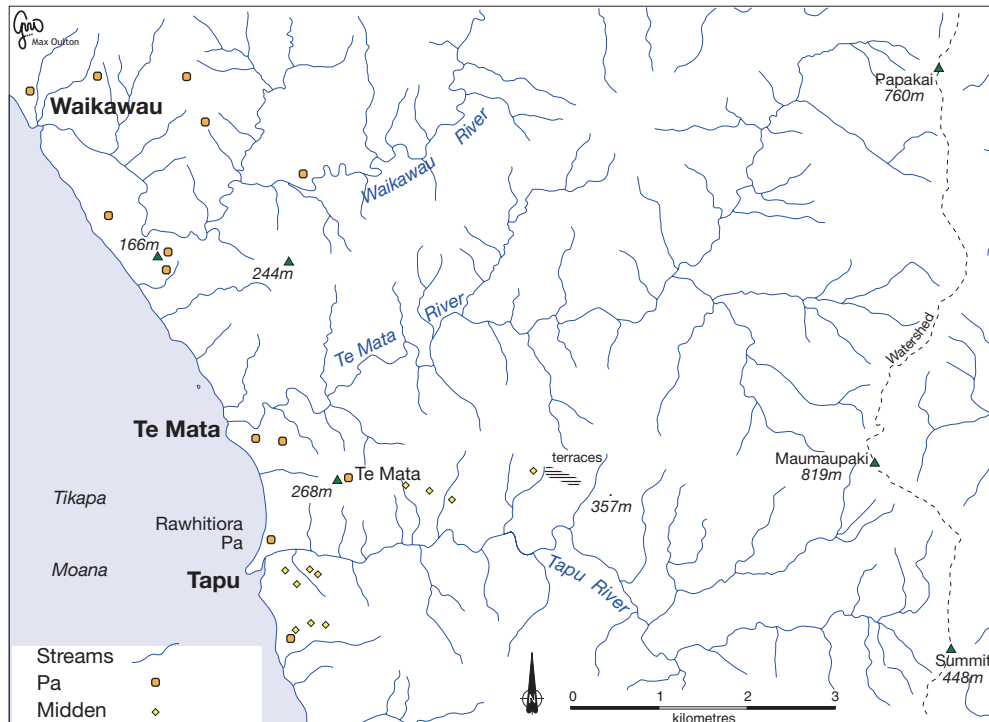 Max Oulton
Papakai
760m
Waikawau
Waikawau River
166m
244m
Te Mata River
Watershed
Te Mata
Te Mata
terraces
Maumaupaki
819m
268m
357m
Tikapa
Rawhitiora
Pa
Moana
Tapu
Tapu River
Streams
Pa
Midden
Summit
448m
N
0 1 2 3
kilometres